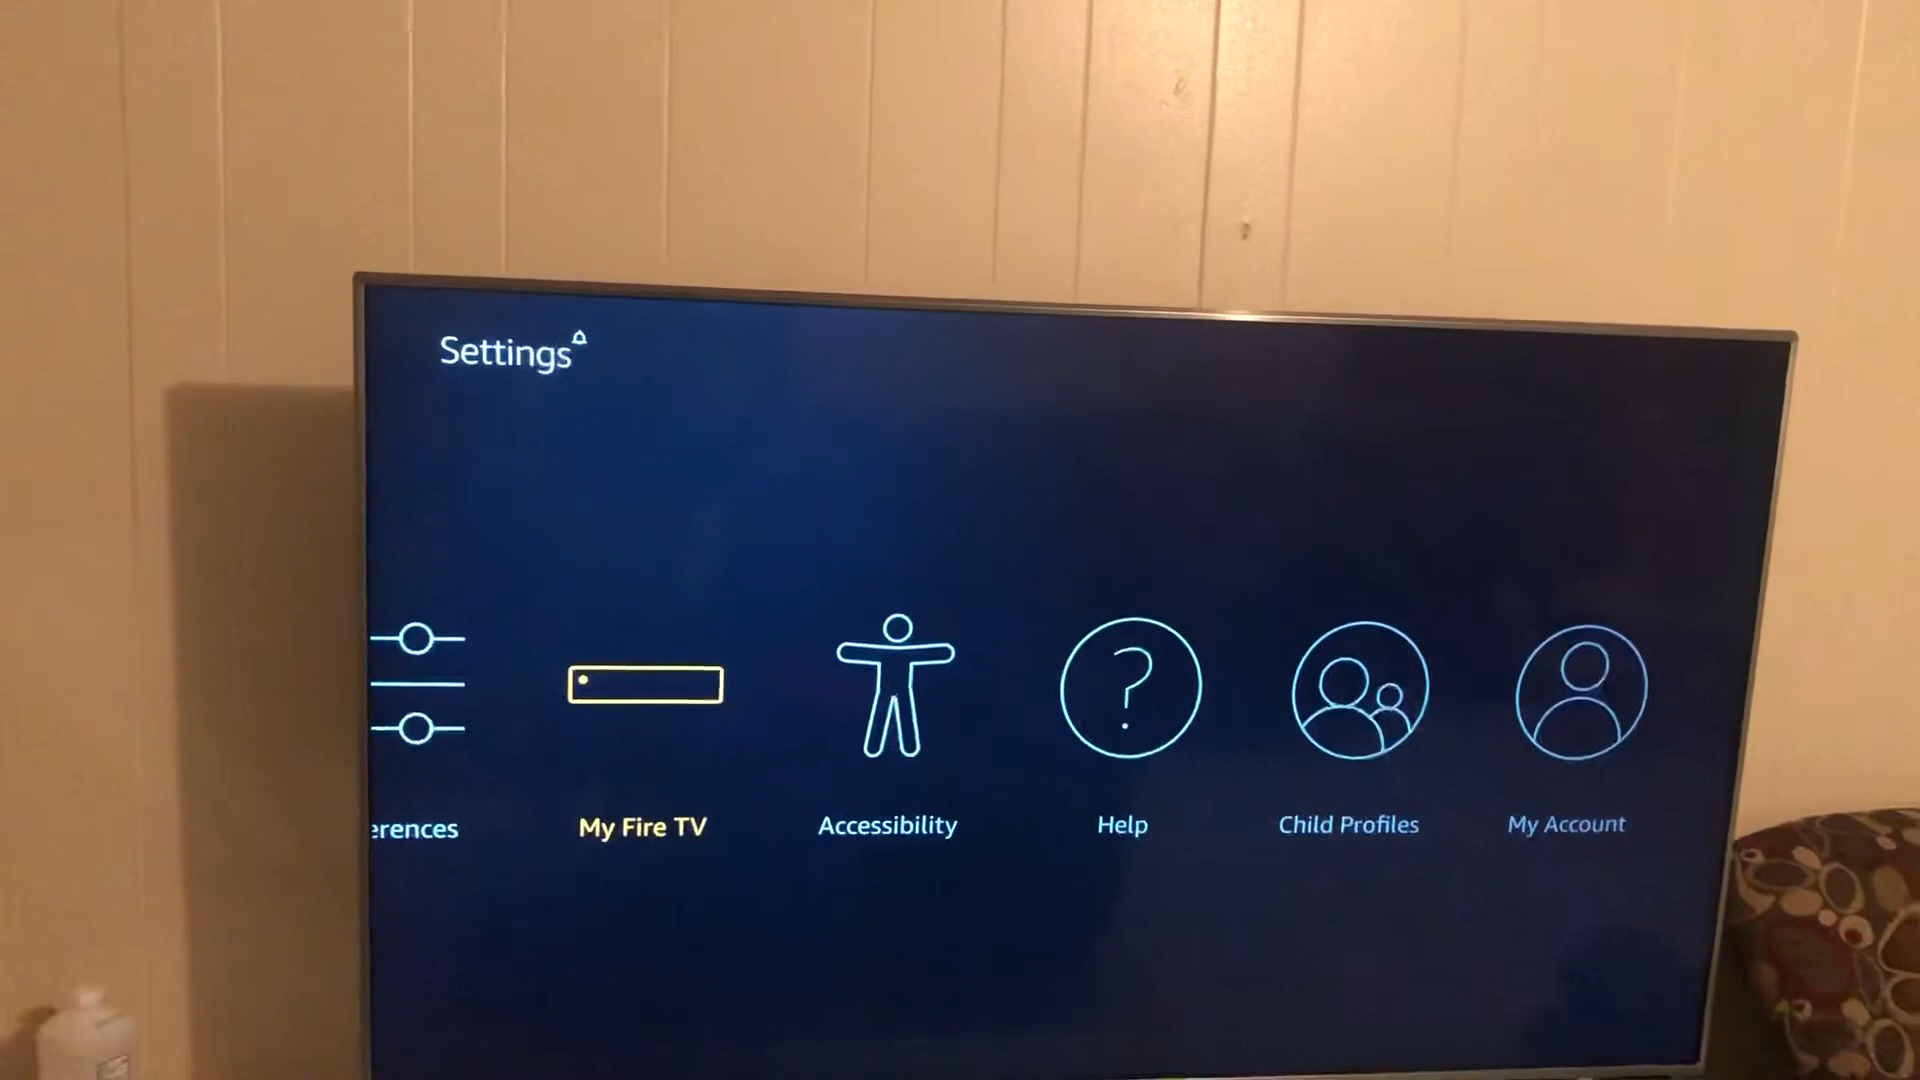 Settings
erences
My Fire TV
Accessibility
Help
Child Profiles
My Account